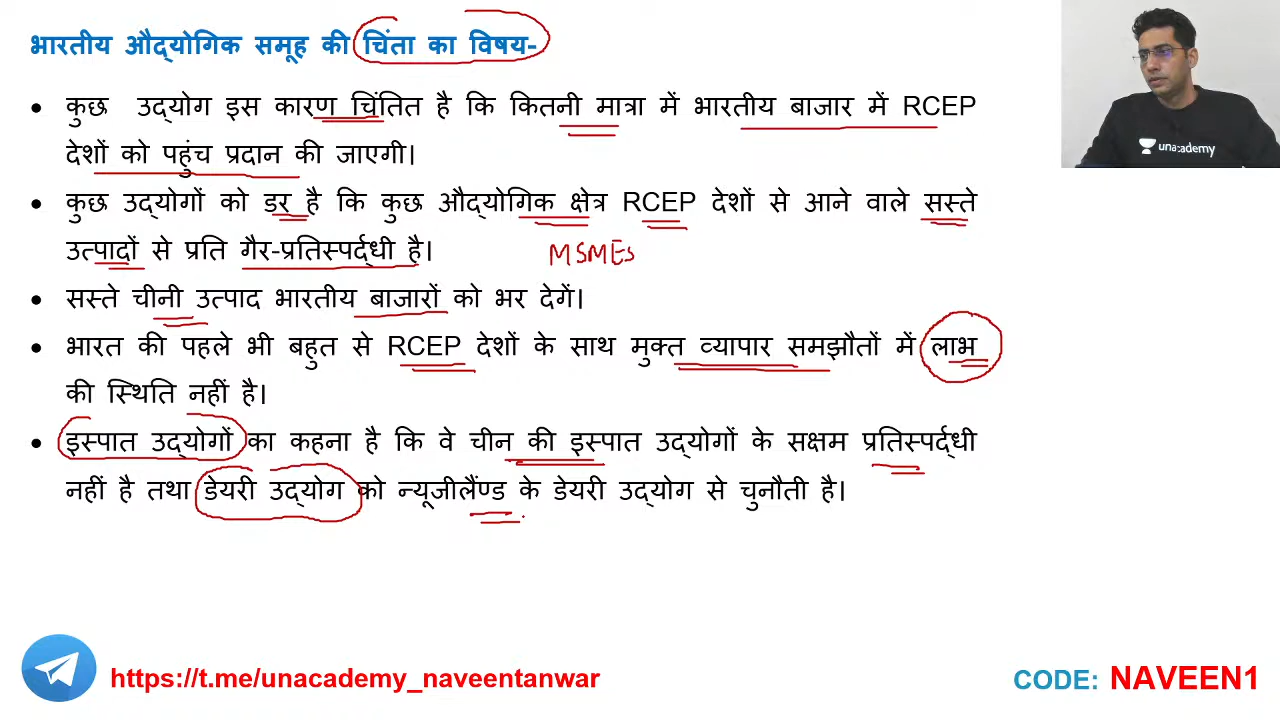 भारतीय औद्योगिक समूह की चिंता का विषय-
unacademy
• कुछ उद्योग इस कारण चिंतित है कि कितनी मात्रा में भारतीय बाजार में RCEP
देशों को पहुंच प्रदान की जाएगी।
• कुछ उद्योगों को डर है कि कुछ औद्योगिक क्षेत्र RCEP देशों से आने वाले सस्ते
उत्पादों से प्रति गैर-प्रतिस्पर्द्धी है।
MSMEs
• सस्ते चीनी उत्पाद भारतीय बाजारों को भर देगें।
• भारत की पहले भी बहुत से RCEP देशों के साथ मुक्त व्यापार समझौतों में लाभ
की स्थिति नहीं है।
• इस्पात उद्योगों का कहना है कि वे चीन की इस्पात उद्योगों के सक्षम प्रतिस्पर्द्धी
नहीं है तथा डेयरी उद्योग को न्यूजीलैंण्ड के डेयरी उद्योग से चुनौती है।
https://t.me/unacademy_naveentanwar
CODE: NAVEEN1